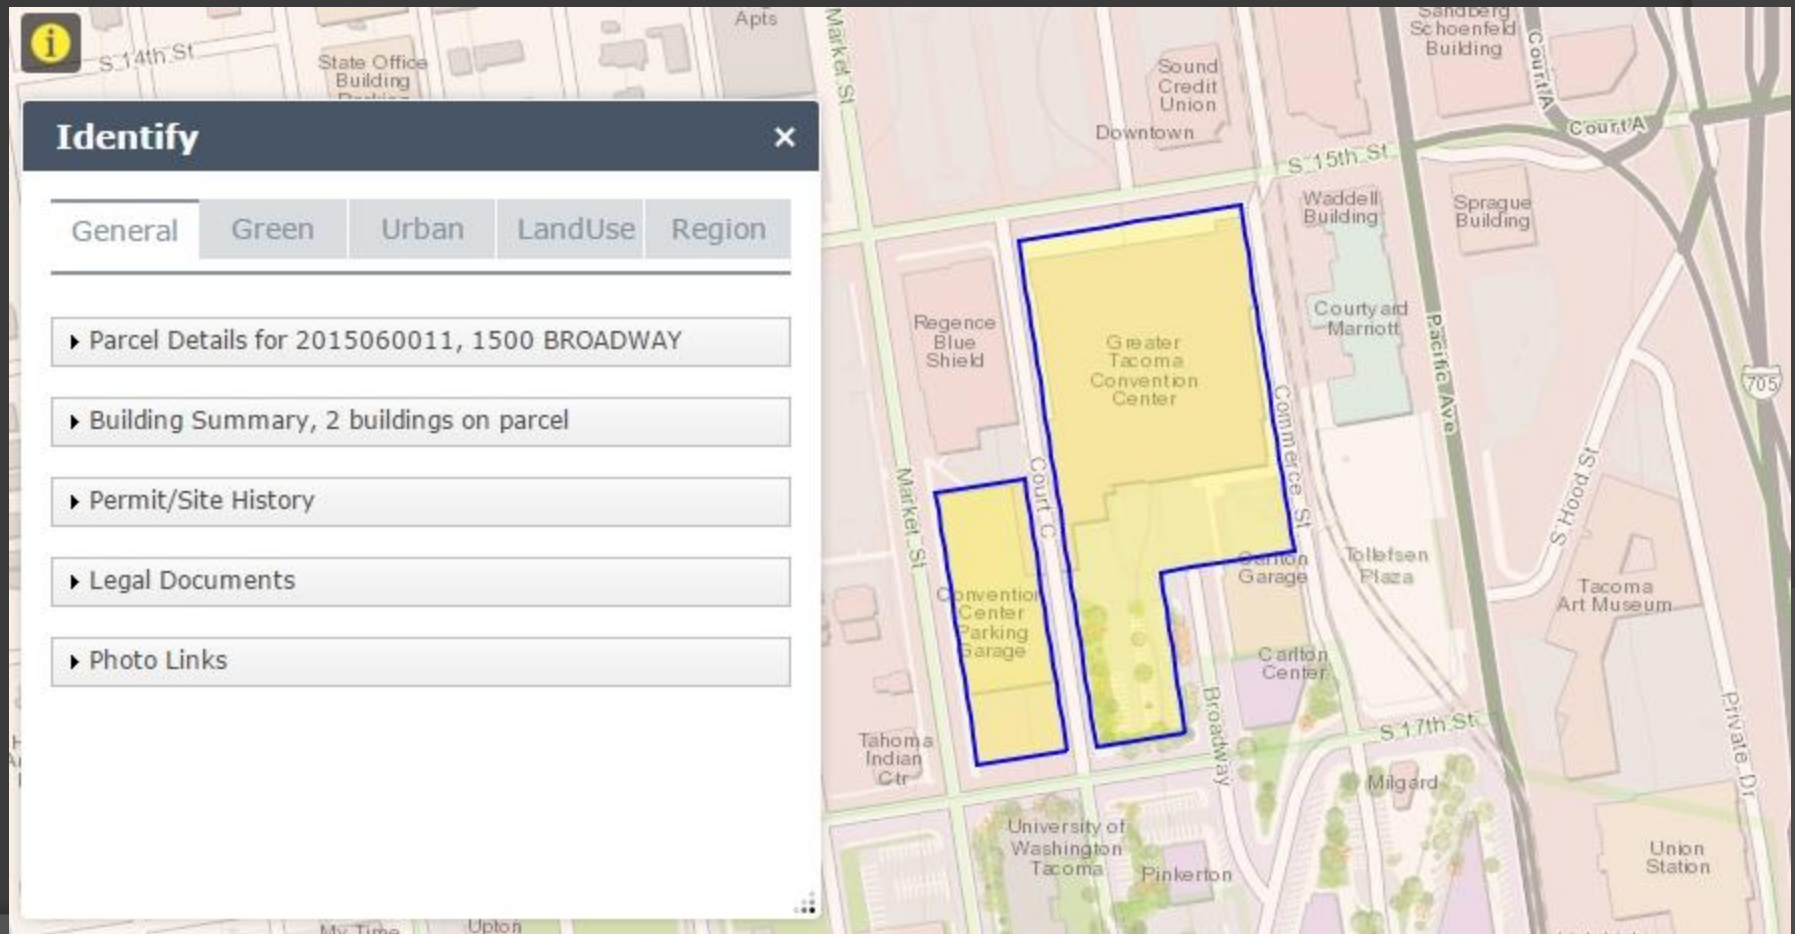 S 14th St
State Office
Building
Apts
Market St
Sound
Credit
Union
Downtown
Sandberg
Schoenfeld
Building
Court A
Court A
S 15th St
Identify
×
General
Green
Urban
LandUse
Region
Parcel Details for 2015060011, 1500 BROADWAY
Building Summary, 2 buildings on parcel
Permit/Site History
Legal Documents
Photo Links
Waddell
Building
Sprague
Building
Regence
Blue
Shield
Greater
Tacoma
Convention
Center
Courtyard
Marriott
Pacific Ave
705
Commerce St
Court C
Market St
S Hood St
Convention
Center
Parking
Garage
Carlton
Garage
Tollefsen
Plaza
Tacoma
Art Museum
Carlton
Center
Broadway
S 17th St
Private Dr
Tahoma
Indian
Ctr
Milgard
University of
Washington
Tacoma
Pinkerton
Union
Station
My Time
Upton